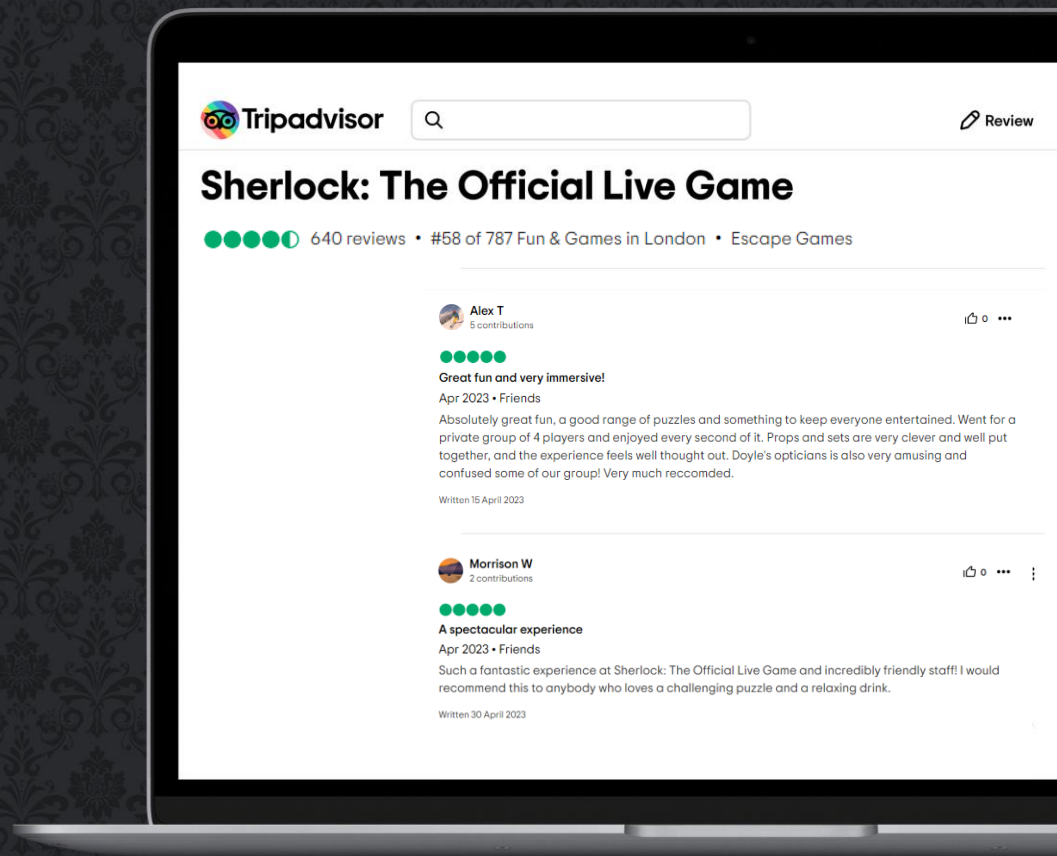 Tripadvisor
Review
Sherlock: The Official Live Game
640 reviews • #58 of 787 Fun & Games in London • Escape Games
Alex T
5 contributions
0
Great fun and very immersive!
Apr 2023 • Friends
Absolutely great fun, a good range of puzzles and something to keep everyone entertained. Went for a
private group of 4 players and enjoyed every second of it. Props and sets are very clever and well put
together, and the experience feels well thought out. Doyle's opticians is also very amusing and
confused some of our group! Very much reccomded.
Written 15 April 2023
Morrison W
2 contributions
0
A spectacular experience
Apr 2023 • Friends
Such a fantastic experience at Sherlock: The Official Live Game and incredibly friendly staff! I would
recommend this to anybody who loves a challenging puzzle and a relaxing drink.
Written 30 April 2023